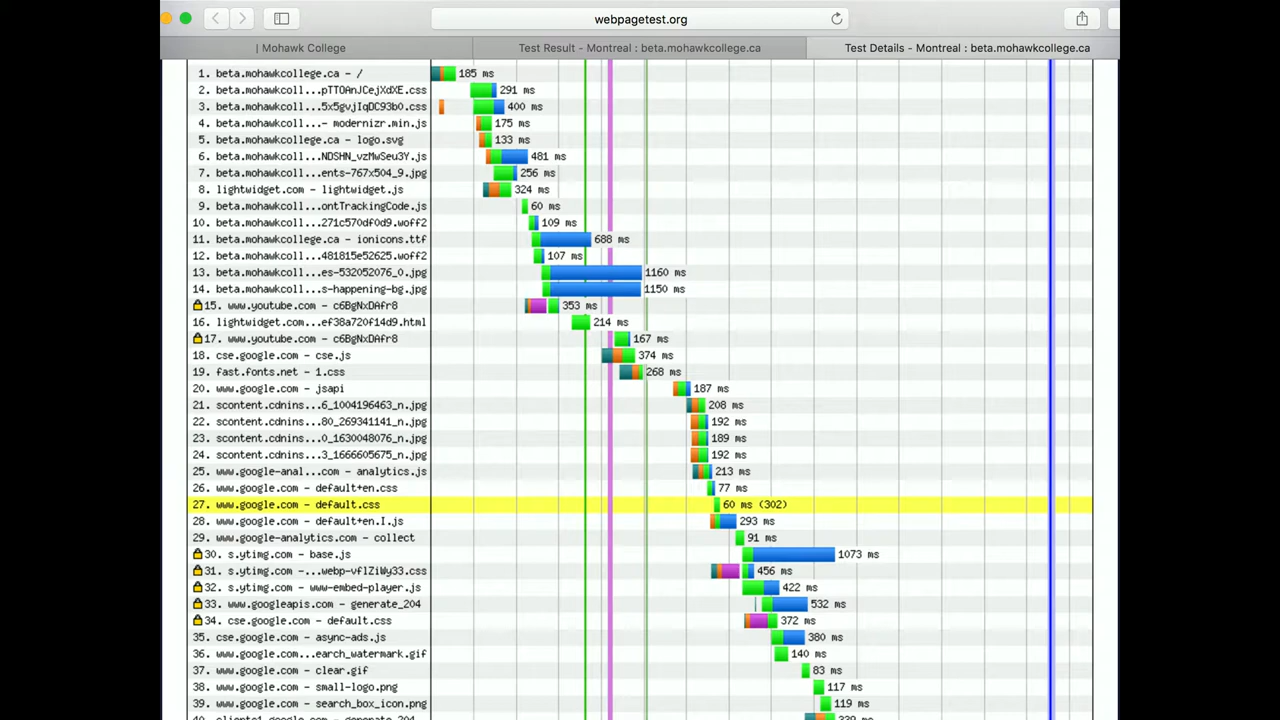 webpagetest.org
| Mohawk College
Test Result - Montreal : beta.mohawkcollege.ca
Test Details - Montreal : beta.mohawkcollege.ca
1. beta.mohawkcollege.ca - / 185 ms
2. beta.mohawkcoll...pTTOAnJCejXdXE.css 291 ms
3. beta.mohawkcoll...5x5gvjIqDC93b0.css 400 ms
4. beta.mohawkcoll...- modernizr.min.js 175 ms
5. beta.mohawkcollege.ca - logo.svg 133 ms
6. beta.mohawkcoll...NDSHN_vzMwSeu3Y.js 481 ms
7. beta.mohawkcoll...ents-767x504_9.jpg 256 ms
8. lightwidget.com - lightwidget.js 324 ms
9. beta.mohawkcoll...ontTrackingCode.js 60 ms
10. beta.mohawkcoll...271c570df0d9.woff2 109 ms
11. beta.mohawkcollege.ca - ionicons.ttf 688 ms
12. beta.mohawkcoll...481815e52625.woff2 107 ms
13. beta.mohawkcoll...es-532052076_0.jpg 1160 ms
14. beta.mohawkcoll...s-happening-bg.jpg 1150 ms
15. www.youtube.com - c6BgNxDAfr8 353 ms
16. lightwidget.com...ef38a720f14d9.html 214 ms
17. www.youtube.com - c6BgNxDAfr8 167 ms
18. cse.google.com - cse.js 374 ms
19. fast.fonts.net - 1.css 268 ms
20. www.google.com - jsapi 187 ms
21. scontent.cdnins...6_1004196463_n.jpg 208 ms
22. scontent.cdnins...80_269341141_n.jpg 192 ms
23. scontent.cdnins...0_1630048076_n.jpg 189 ms
24. scontent.cdnins...3_1666605675_n.jpg 192 ms
25. www.google-anal...com - analytics.js 213 ms
26. www.google.com - default+en.css 77 ms
27. www.google.com - default.css 60 ms (302)
28. www.google.com - default+en.I.js 293 ms
29. www.google-analytics.com - collect 91 ms
30. s.ytimg.com - base.js 1073 ms
31. s.ytimg.com -...webp-vflZiWy33.css 456 ms
32. s.ytimg.com - www-embed-player.js 422 ms
33. www.googleapis.com - generate_204 532 ms
34. cse.google.com - default.css 372 ms
35. cse.google.com - async-ads.js 380 ms
36. www.google.com...earch_watermark.gif 140 ms
37. www.google.com - clear.gif 83 ms
38. www.google.com - small-logo.png 117 ms
39. www.google.com - search_box_icon.png 119 ms
40. clients1.google.com - generate_204